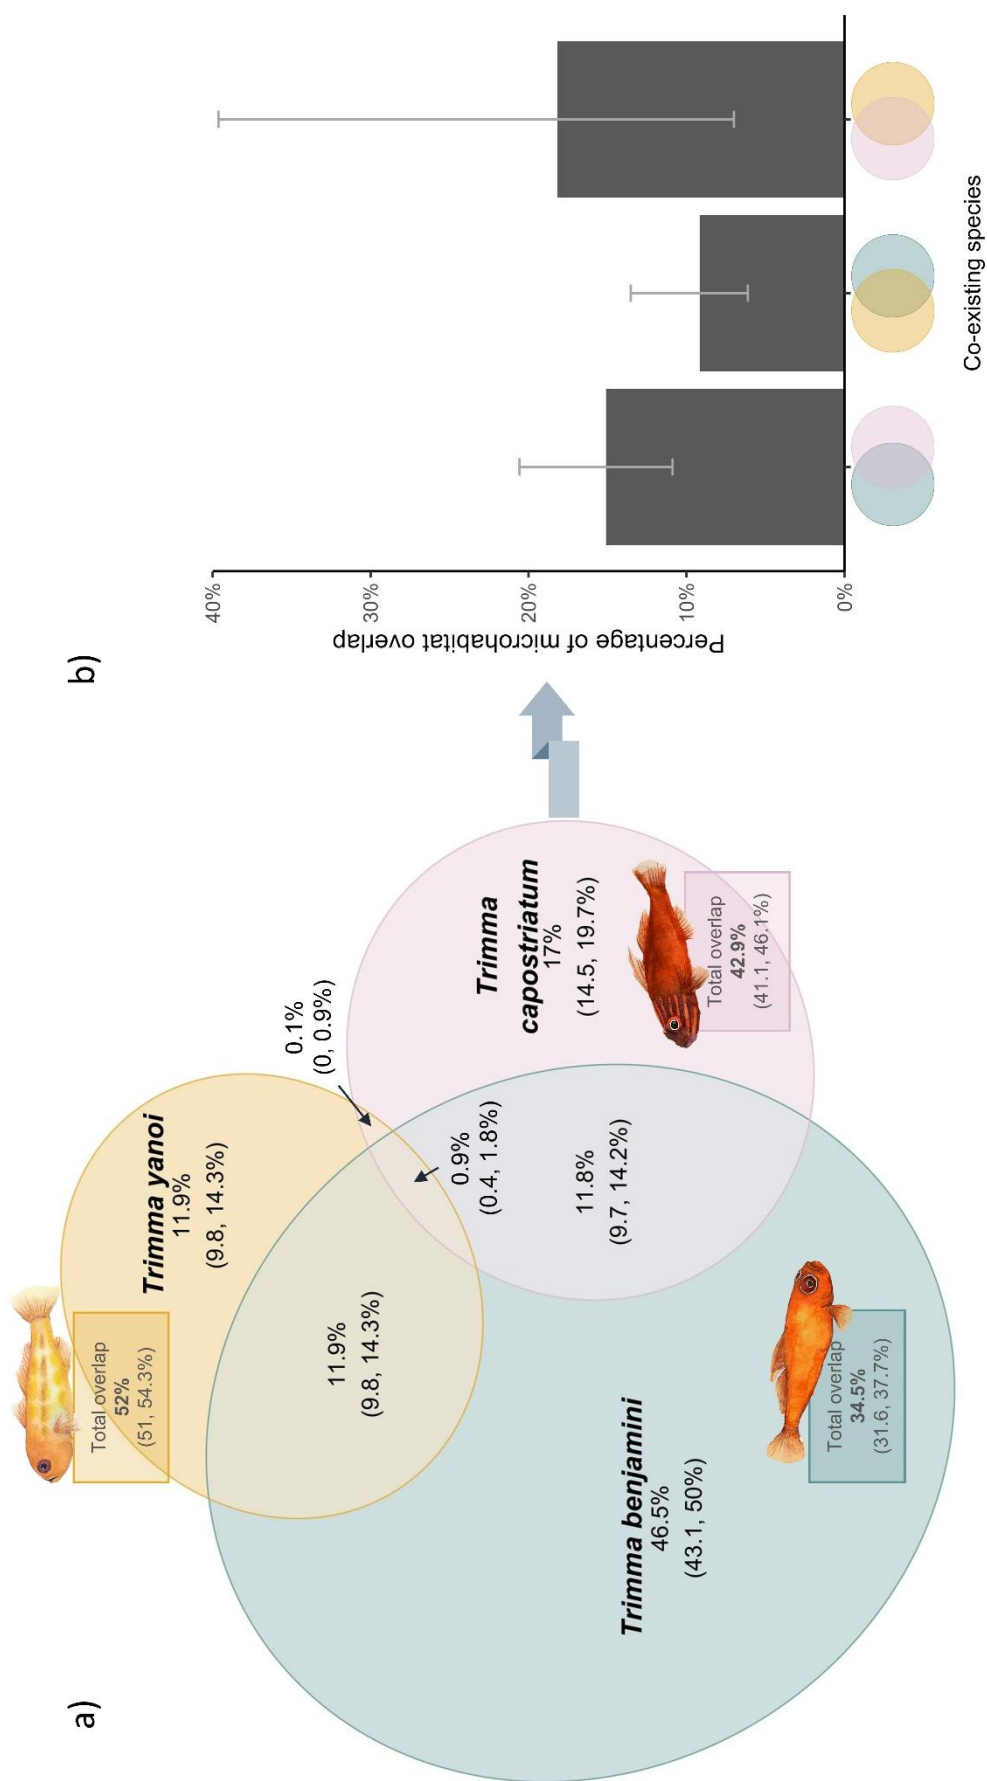 a)
Total overlap
52%
(51, 54.3%)
Trimma yanoi
11.9%
(9.8, 14.3%)
0.1%
(0, 0.9%)
11.9%
(9.8, 14.3%)
0.9%
(0.4, 1.8%)
Trimma
capostriatum
17%
(14.5, 19.7%)
11.8%
(9.7, 14.2%)
Trimma benjamini
46.5%
(43.1, 50%)
Total overlap
42.9%
(41.1, 46.1%)
Total overlap
34.5%
(31.6, 37.7%)
b)
Percentage of microhabitat overlap
40%
30%
20%
10%
0%
Co-existing species